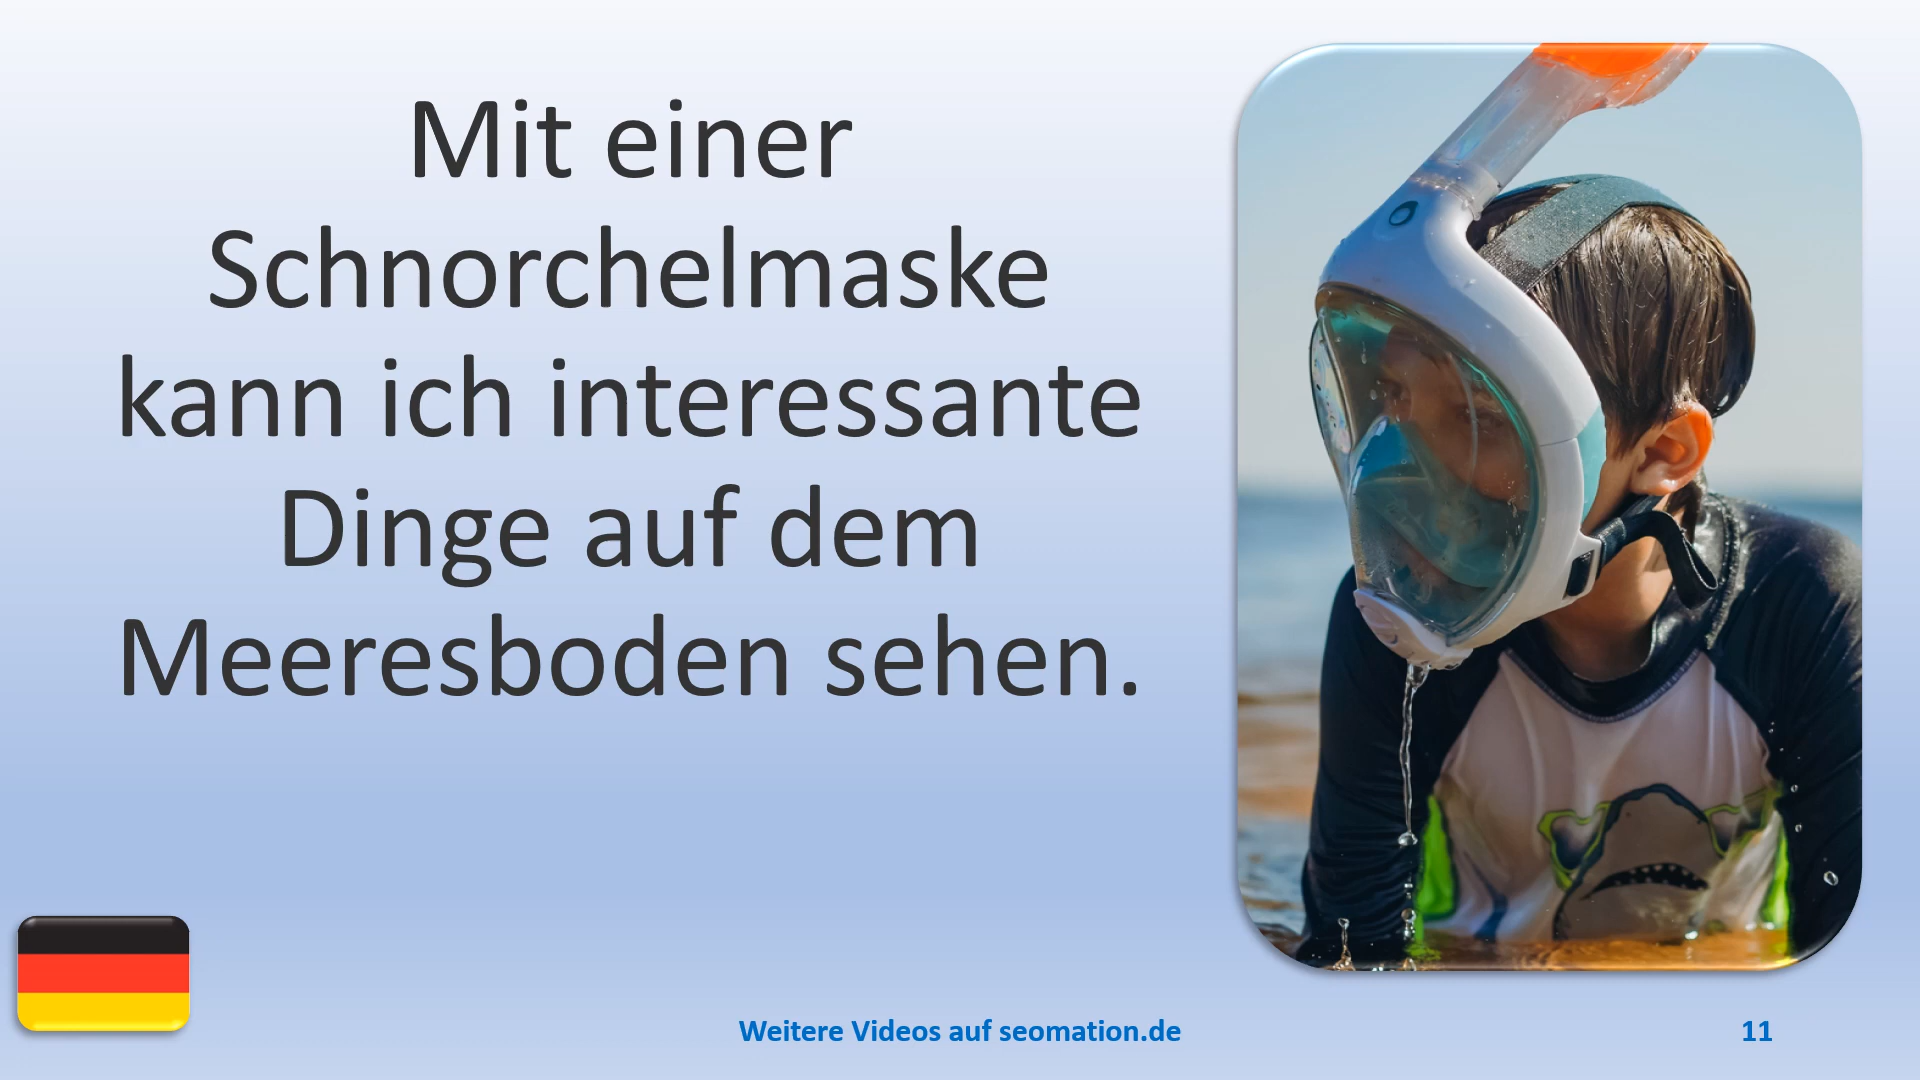 Mit einer
Schnorchelmaske
kann ich interessante
Dinge auf dem
Meeresboden sehen.
Weitere Videos auf seomation.de
11